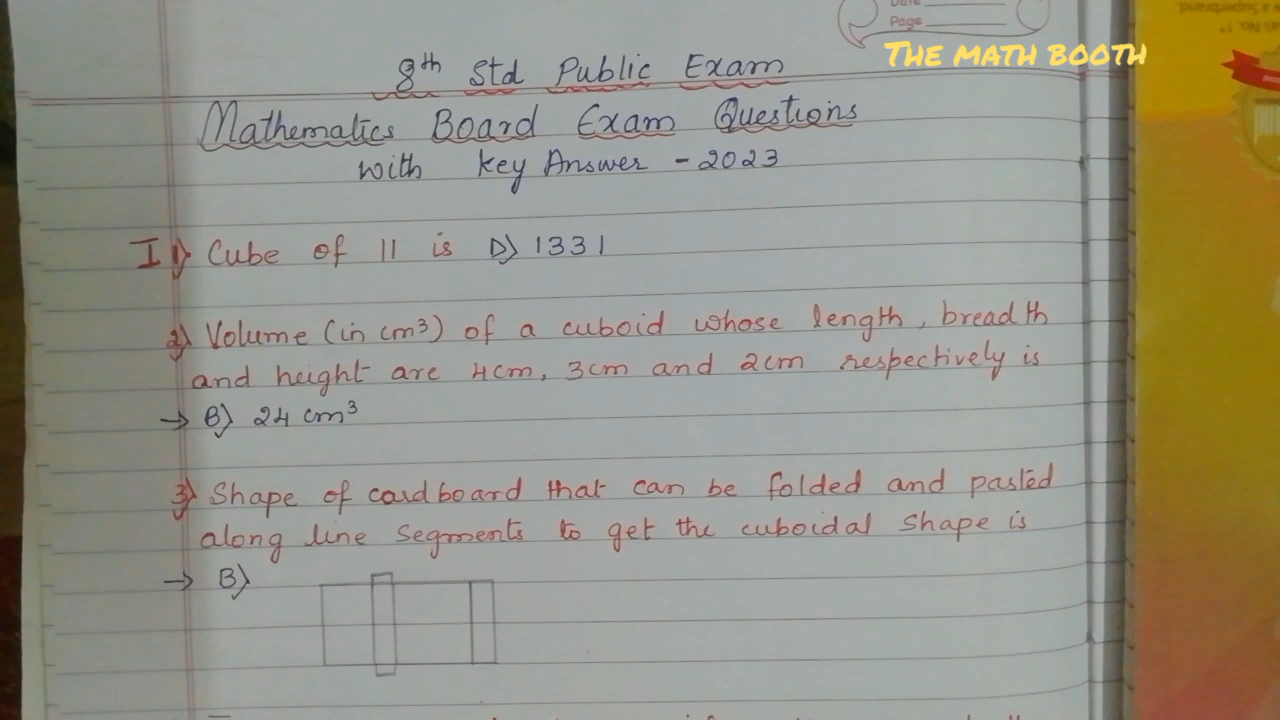 Date
Page
THE MATH BOOTH
8th Std Public Exam
Mathematics Board Exam Questions
with key Answer - 2023
I 1) Cube of 11 is D) 1331
2) Volume (in cm³) of a cuboid whose length, breadth
and height are 4cm, 3cm and 2cm respectively is
→ B) 24 cm³
3) Shape of cardboard that can be folded and pasted
along line segments to get the cuboidal shape is
→ B)